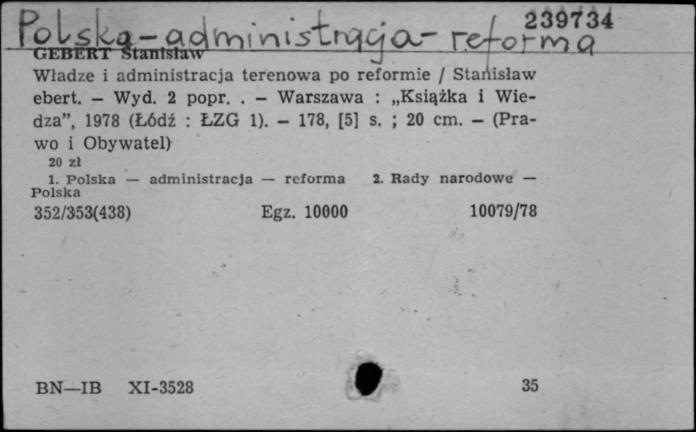 239734
Polska-administracja-reforma
GEBERT Stanisław
Władze i administracja terenowa po reformie / Stanisław
ebert. — Wyd. 2 popr. . — Warszawa : „Książka i Wie-
dza”, 1978 (Łódź : ŁZG 1). — 178, [5] s. ; 20 cm. — (Pra-
wo i Obywatel)
20 zł
1. Polska — administracja — reforma 2. Rady narodowe —
Polska
352/353(438) Egz. 10000 10079/78
BN—IB XI-3528 35